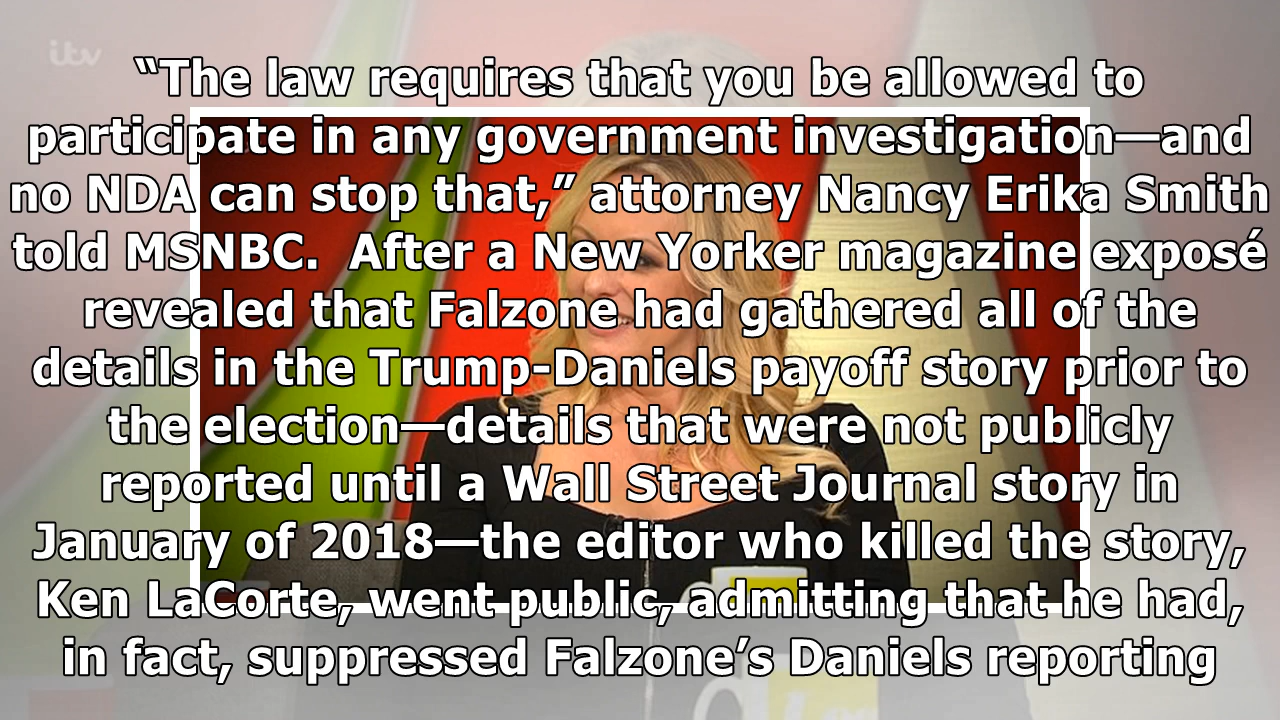 itv
“The law requires that you be allowed to
participate in any government investigation—and
no NDA can stop that,” attorney Nancy Erika Smith
told MSNBC.  After a New Yorker magazine exposé
revealed that Falzone had gathered all of the
details in the Trump-Daniels payoff story prior to
the election—details that were not publicly
reported until a Wall Street Journal story in
January of 2018—the editor who killed the story,
Ken LaCorte, went public, admitting that he had,
in fact, suppressed Falzone’s Daniels reporting